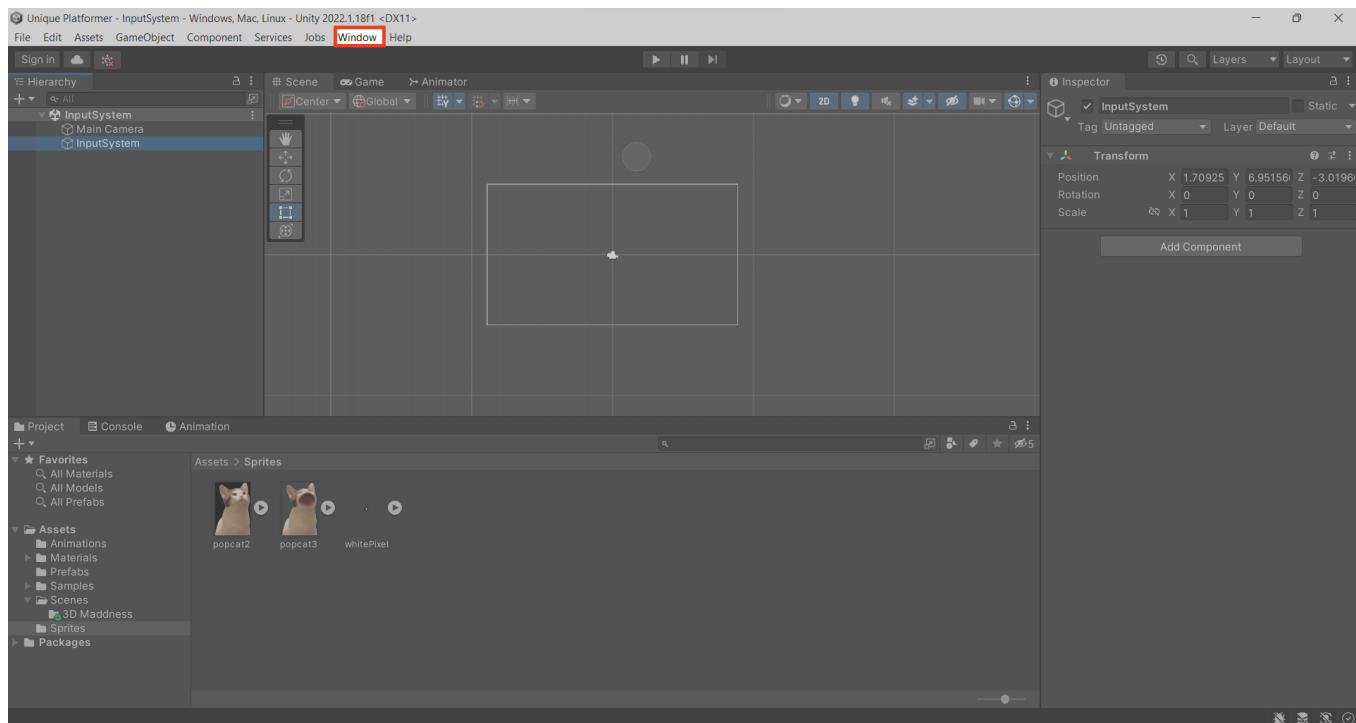 Unique Platformer - InputSystem - Windows, Mac, Linux - Unity 2022.1.18f1 <DX11>
File Edit Assets GameObject Component Services Jobs Window Help
Sign in
Layers Layout
Hierarchy
All
InputSystem
Main Camera
InputSystem
Scene Game Animator
Center Global 2D
Inspector
InputSystem Static
Tag Untagged Layer Default
Transform
Position X 1.70925 Y 6.95156 Z -3.0196
Rotation X 0 Y 0 Z 0
Scale X 1 Y 1 Z 1
Add Component
Project Console Animation
5
Favorites
All Materials
All Models
All Prefabs
Assets
Animations
Materials
Prefabs
Samples
Scenes
3D Maddness
Sprites
Packages
Assets > Sprites
popcat2 popcat3 whitePixel